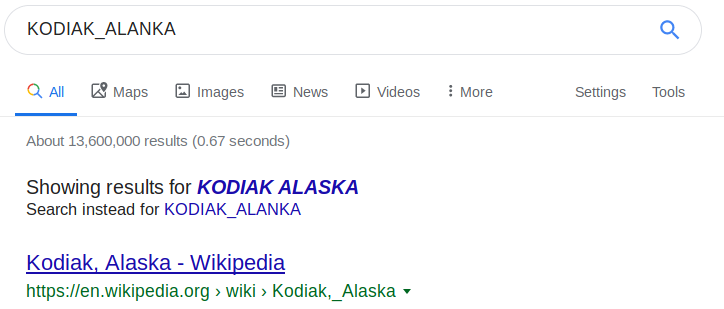 KODIAK_ALANKA
All Maps Images News Videos More Settings Tools
About 13,600,000 results (0.67 seconds)
Showing results for KODIAK ALASKA
Search instead for KODIAK_ALANKA
Kodiak, Alaska - Wikipedia
https://en.wikipedia.org › wiki › Kodiak,_Alaska